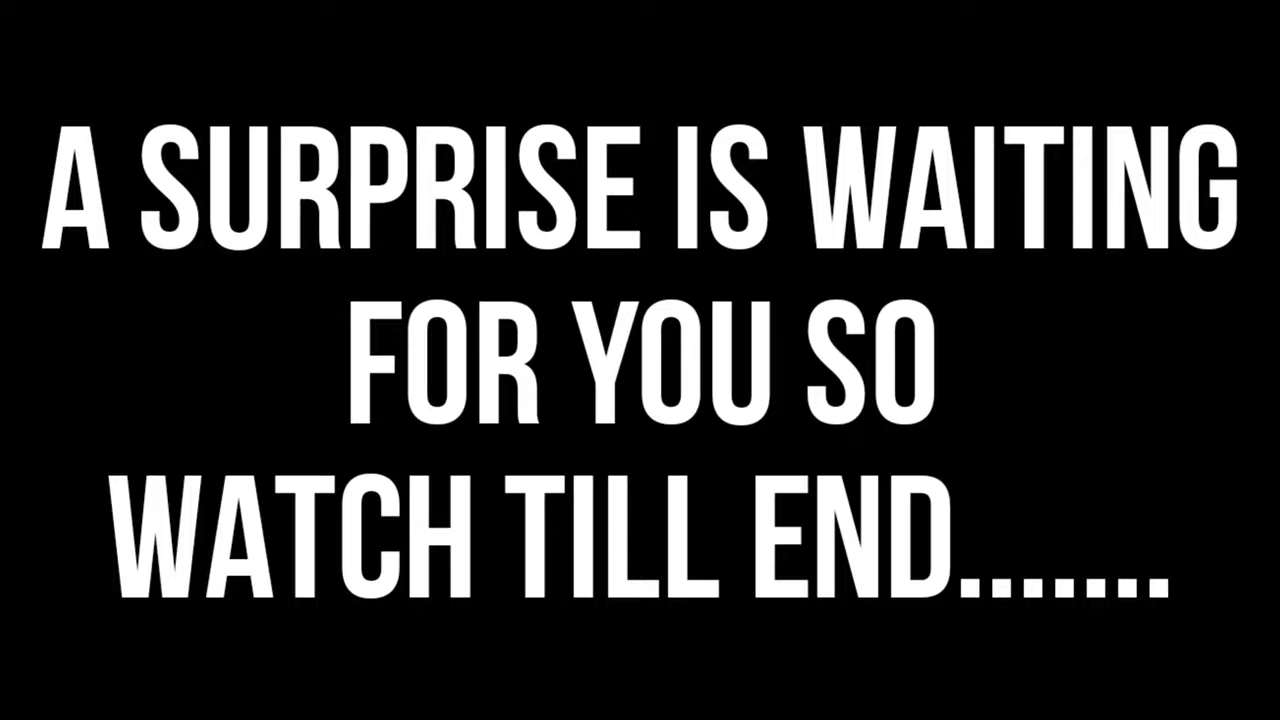 A SURPRISE IS WAITING
FOR YOU SO
WATCH TILL END.......